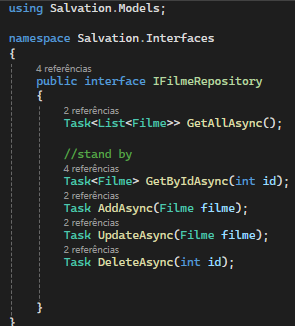 using Salvation.Models;
namespace Salvation.Interfaces
{
4 referências
public interface IFilmeRepository
{
2 referências
Task<List<Filme>> GetAllAsync();
//stand by
4 referências
Task<Filme> GetByIdAsync(int id);
2 referências
Task AddAsync(Filme filme);
2 referências
Task UpdateAsync(Filme filme);
2 referências
Task DeleteAsync(int id);
}
}